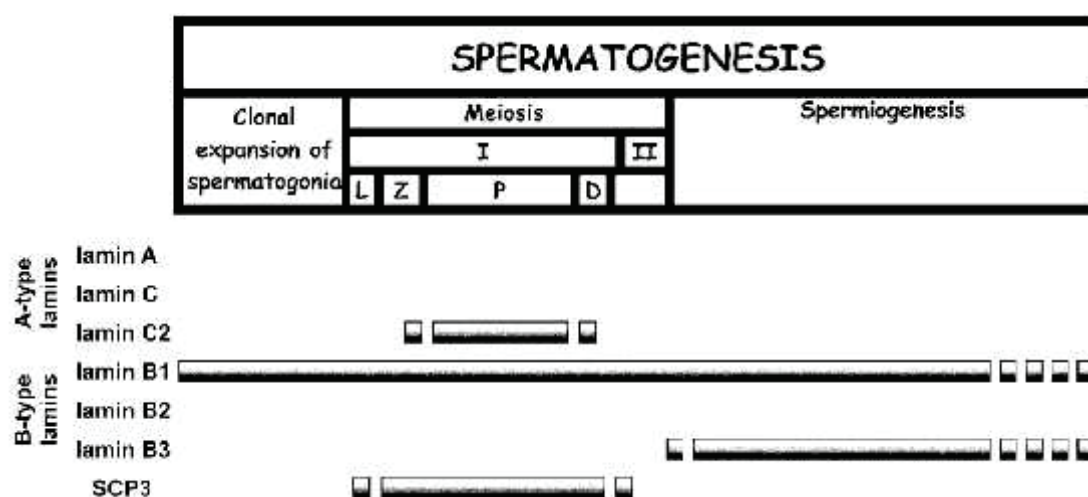 SPERMATOGENESIS
Clonal
expansion of
spermatogonia
Meiosis
Spermiogenesis
I
II
L
Z
P
D
A-type
lamins
lamin A
lamin C
lamin C2
B-type
lamins
lamin B1
lamin B2
lamin B3
SCP3